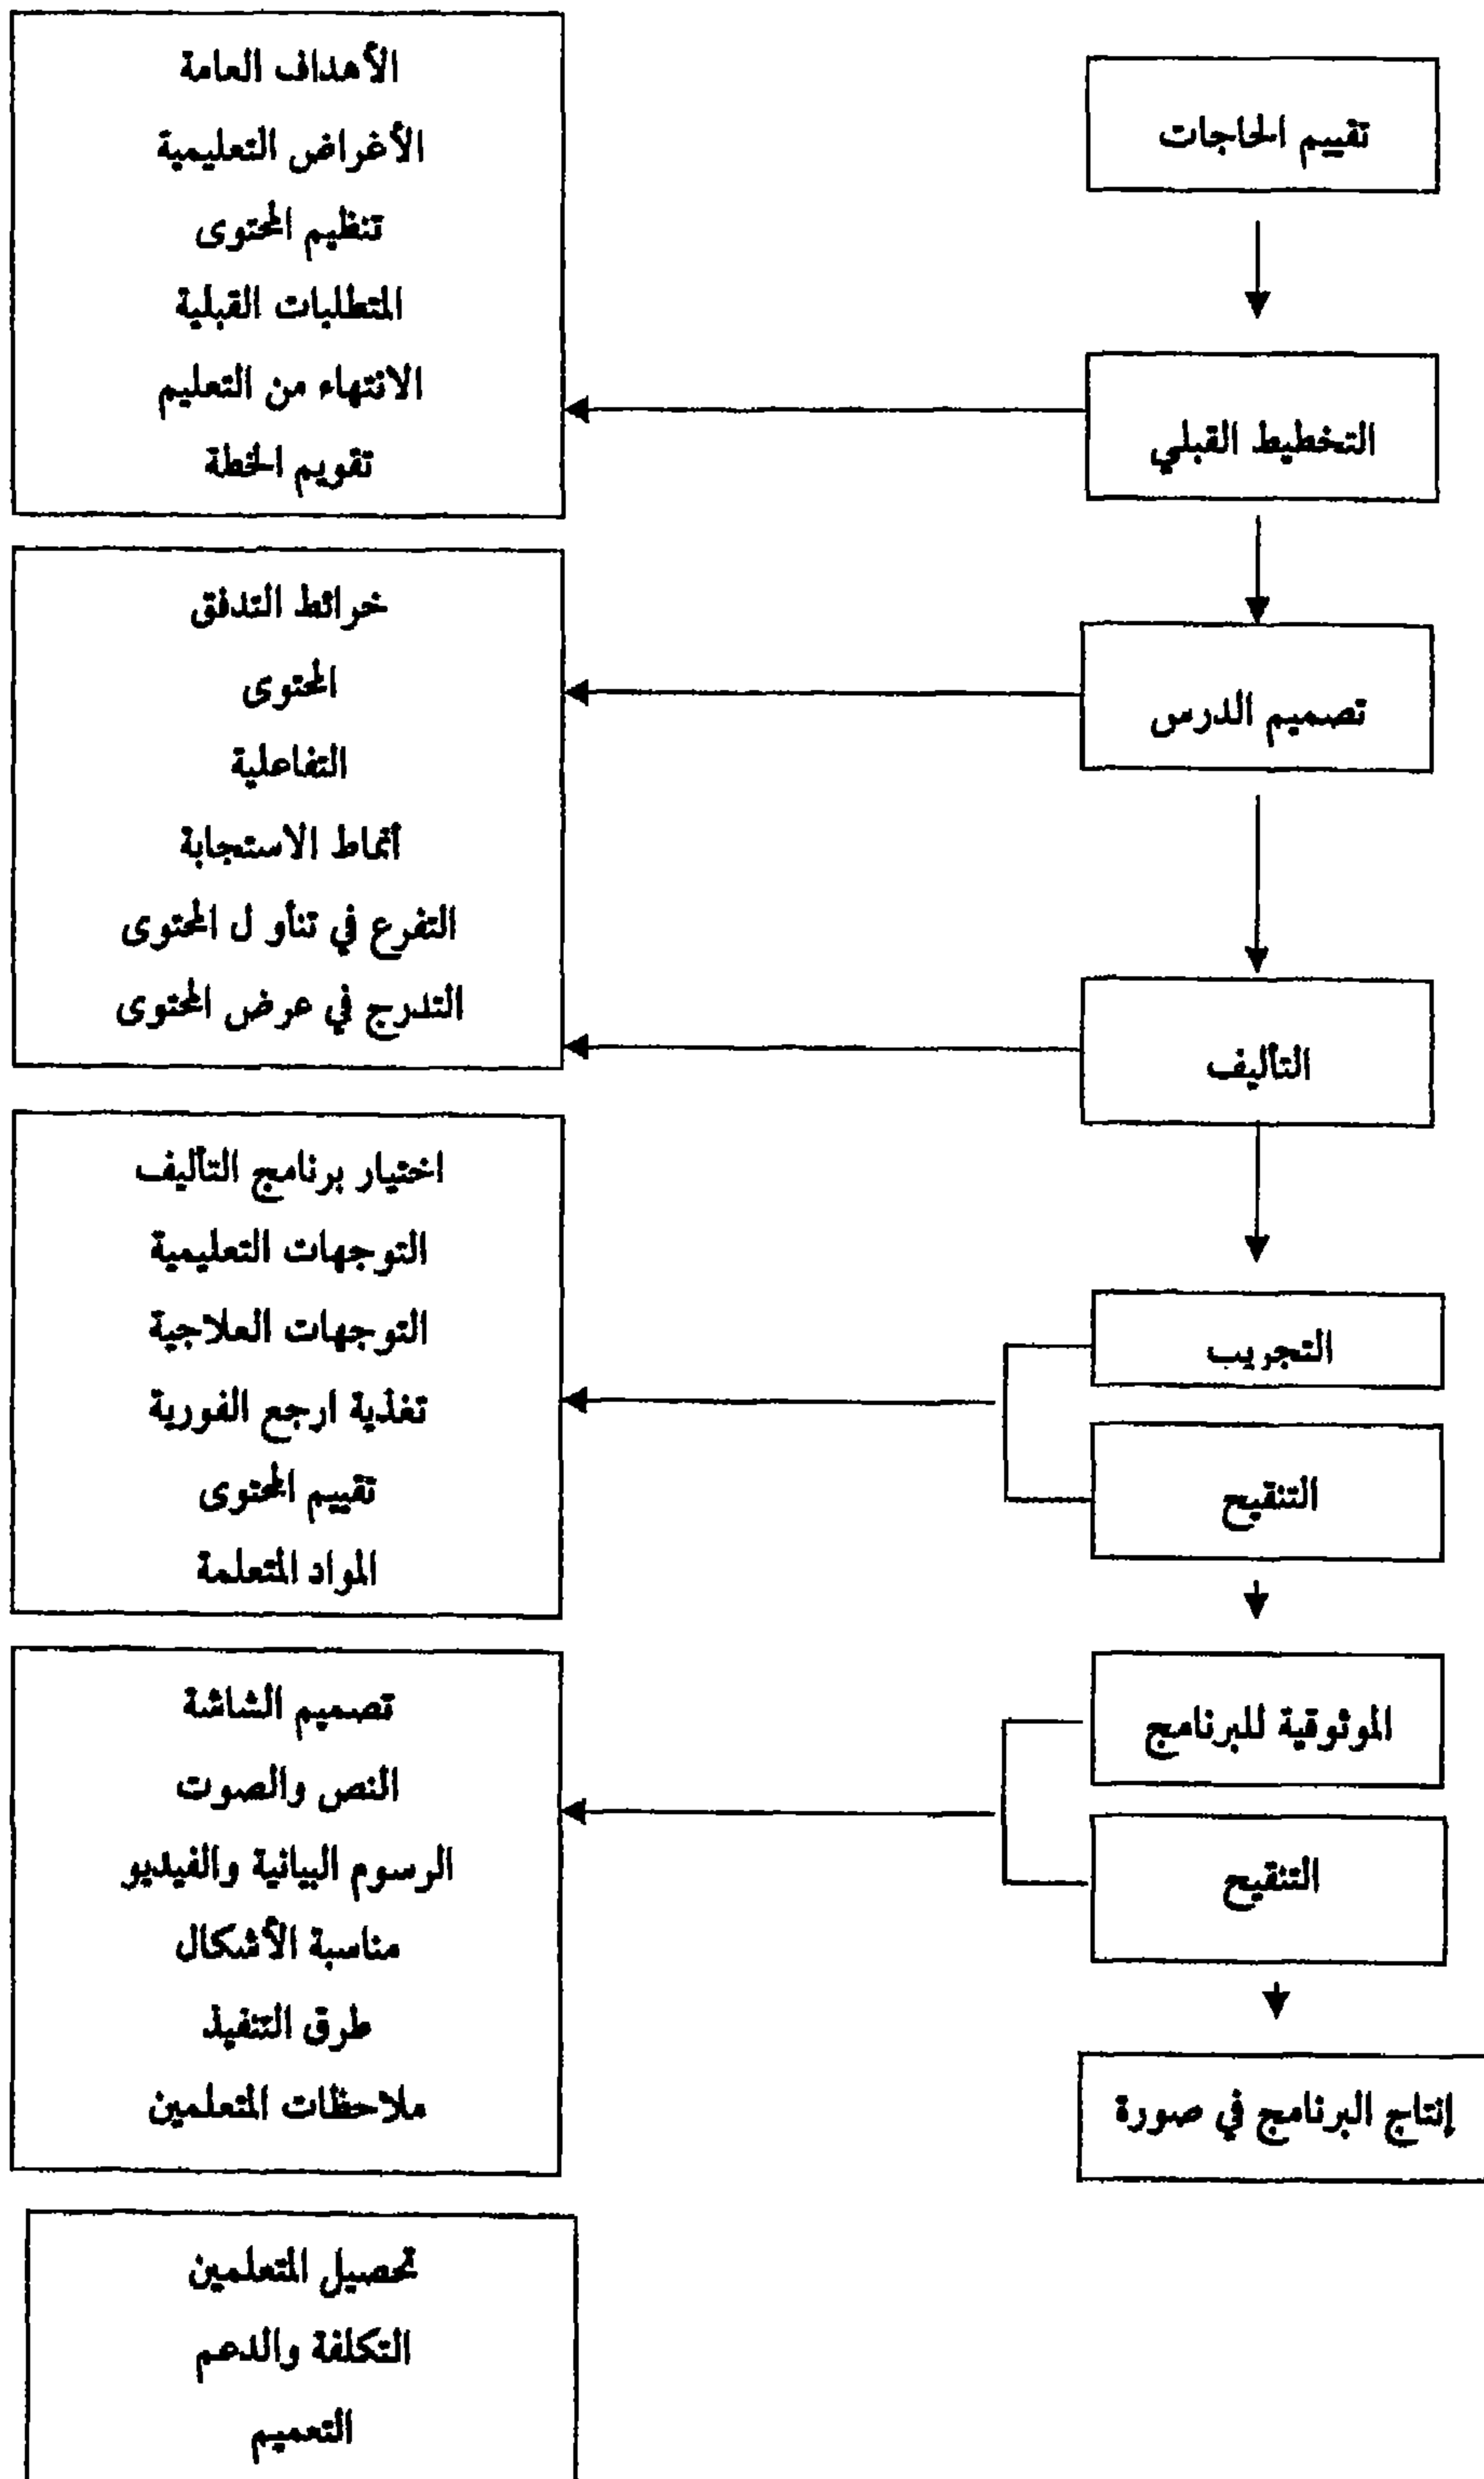 تقييم الحاجات
التخطيط القبلي
تصميم الدرس
التأليف
التجريب
التنقيح
الموثوقية للبرنامج
التنقيح
إنتاج البرنامج في صورة
الأهداف العامة
الأغراض التعليمية
تنظيم المحتوى
المتطلبات القبلية
الانتهاء من التعليم
تقويم الخطة
خرائط التدفق
المحتوى
التفاعلية
أنماط الاستجابة
التفرع في تنأو ل المحتوى
التدرج في عرض المحتوى
اختيار برنامج التأليف
التوجهات التعليمية
التوجهات العلاجية
تغذية ارجع الفورية
تقييم المحتوى
المواد المتعلمة
تصميم الشاشة
النص والصوت
الرسوم البيانية والفيديو
مناسبة الأشكال
طرق التنفيذ
ملاحظات المتعلمين
تحصيل المتعلمين
التكلفة والدعم
التعميم